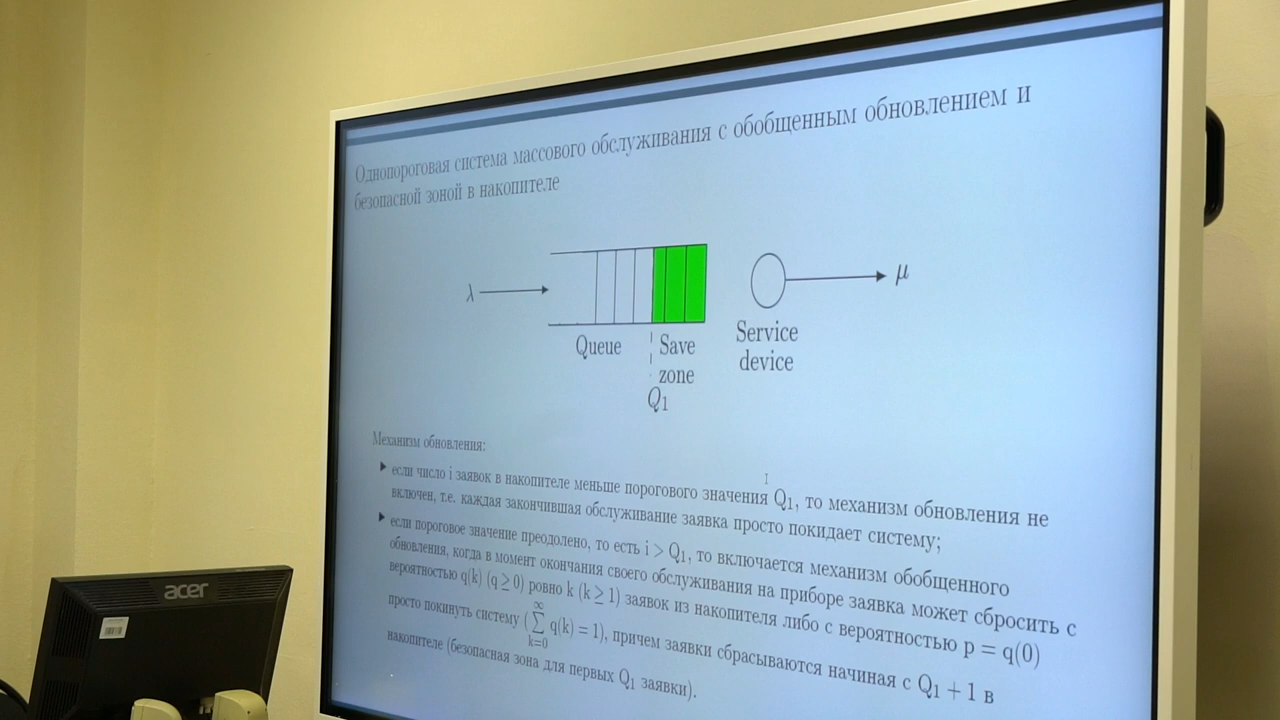 Однопороговая система массового обслуживания с обобщенным обновлением и
безопасной зоной в накопителе
λ
μ
Queue
Save
zone
Q₁
Service
device
Механизм обновления:
если число i заявок в накопителе меньше порогового значения Q₁, то механизм обновления не
включен, т.е. каждая закончившая обслуживание заявка просто покидает систему;
если пороговое значение преодолено, то есть i > Q₁, то включается механизм обобщенного
обновления, когда в момент окончания своего обслуживания на приборе заявка может сбросить с
вероятностью q(k) (q ≥ 0) ровно k (k ≥ 1) заявок из накопителя либо с вероятностью p = q(0)
просто покинуть систему (∑_{k=0}^{∞} q(k) = 1), причем заявки сбрасываются начиная с Q₁ + 1 в
накопителе (безопасная зона для первых Q₁ заявки).
acer